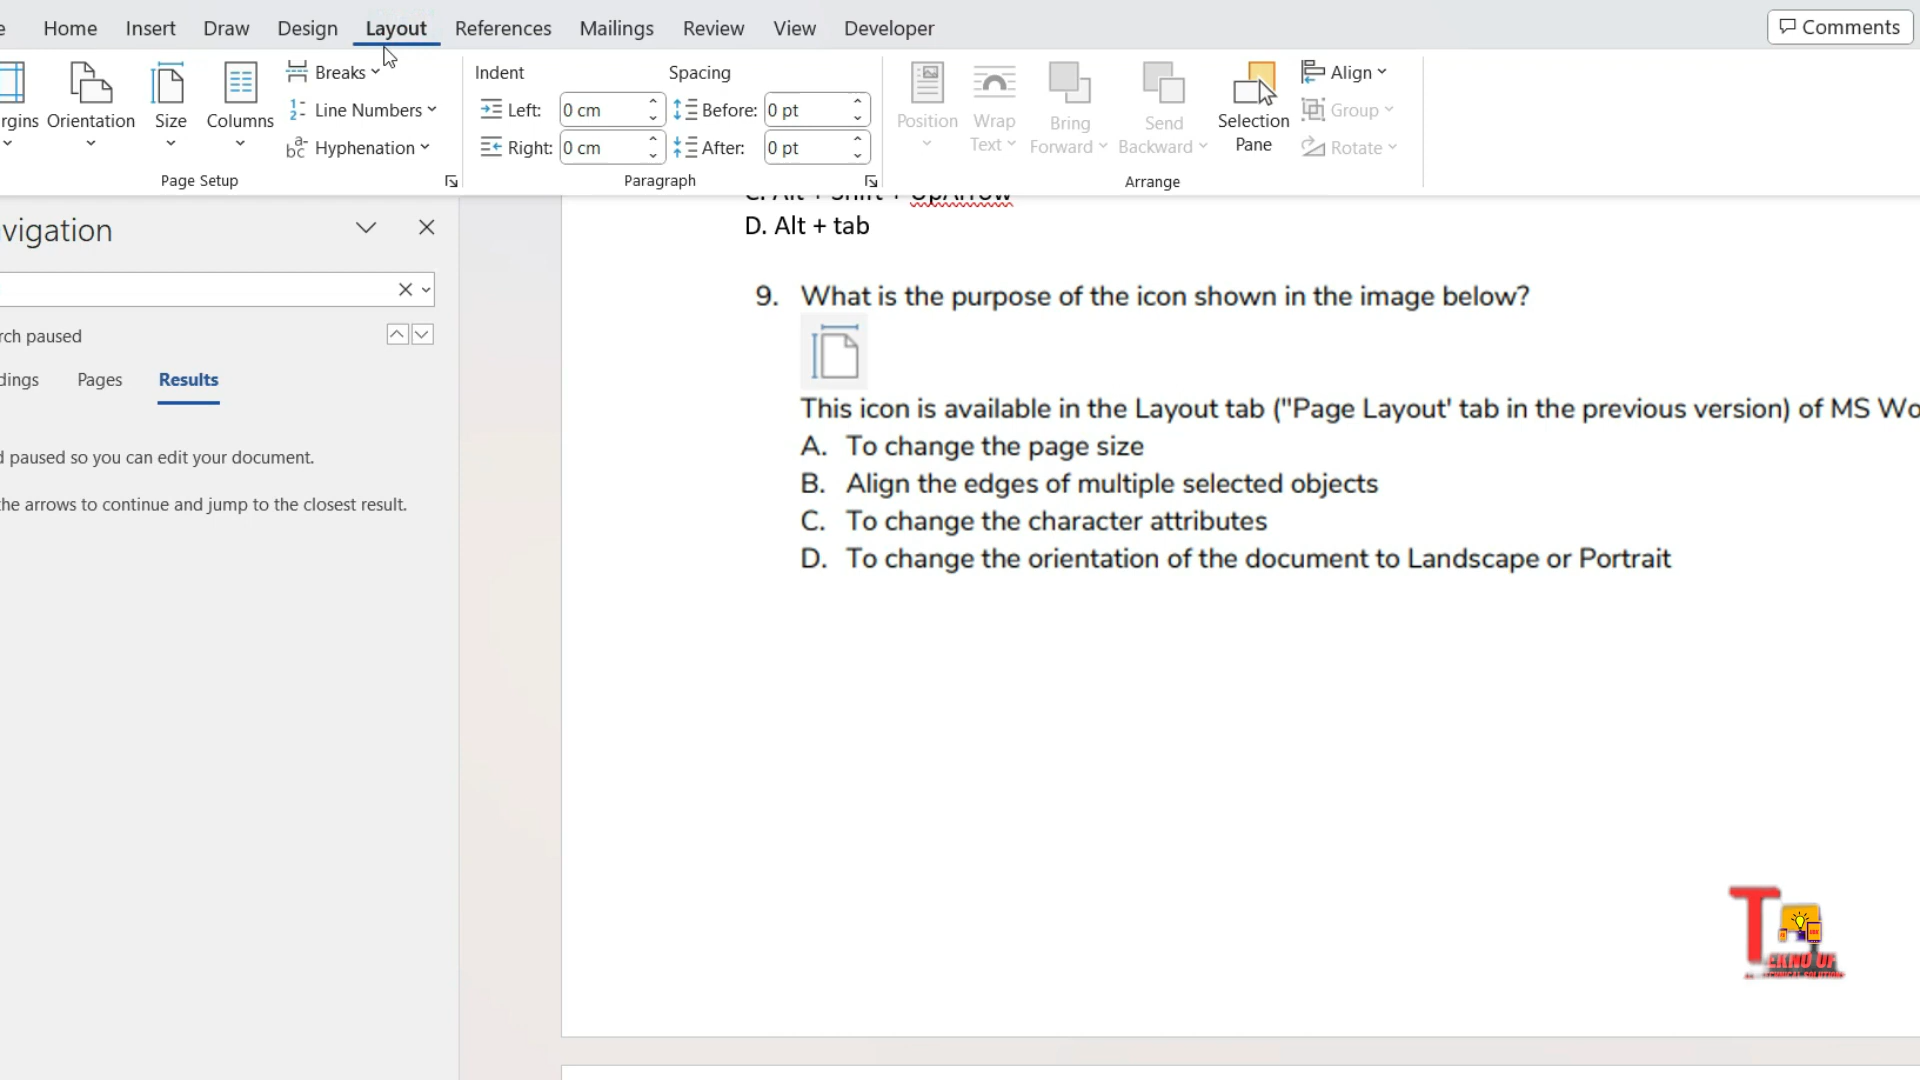 Home Insert Draw Design Layout References Mailings Review View Developer Comments
rgins Orientation Size Columns Breaks Line Numbers Hyphenation
Page Setup
Indent Spacing
Left: 0 cm Before: 0 pt
Right: 0 cm After: 0 pt
Paragraph
Position Wrap Text Bring Forward Send Backward Selection Pane Align Group Rotate
Arrange
vigation
rch paused
dings Pages Results
d paused so you can edit your document.
he arrows to continue and jump to the closest result.
D. Alt + tab
9. What is the purpose of the icon shown in the image below?
This icon is available in the Layout tab ("Page Layout' tab in the previous version) of MS Wo
A. To change the page size
B. Align the edges of multiple selected objects
C. To change the character attributes
D. To change the orientation of the document to Landscape or Portrait
TEKNO UF